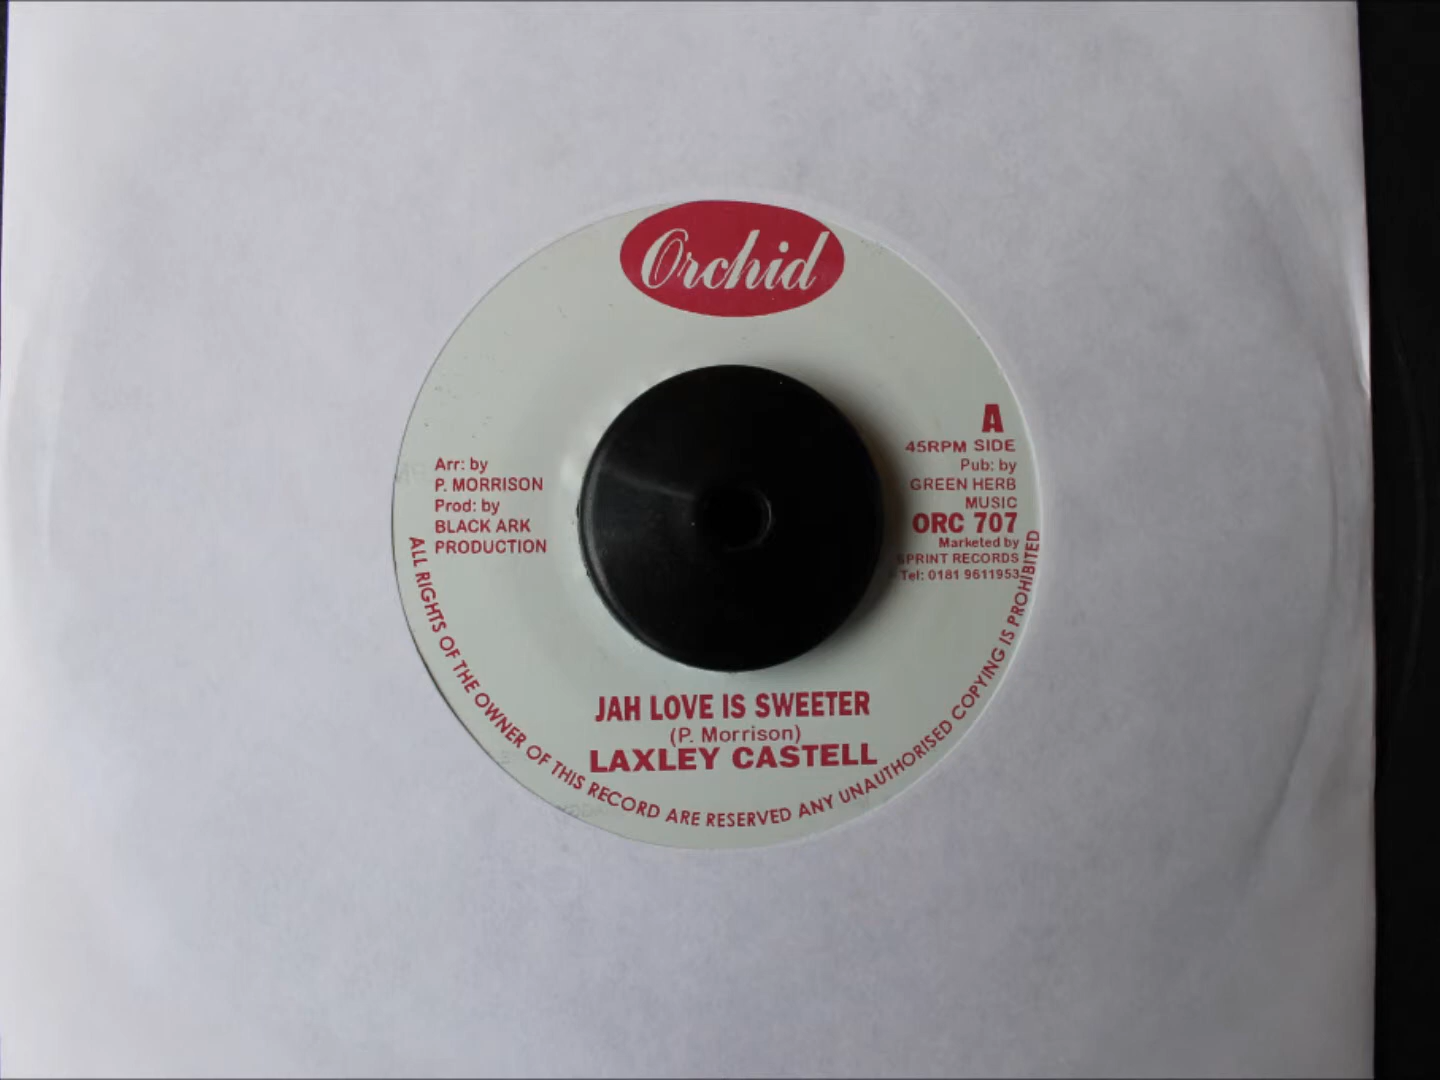 Orchid
Arr: by
P. MORRISON
Prod: by
BLACK ARK
PRODUCTION
A
45RPM SIDE
Pub: by
GREEN HERB
MUSIC
ORC 707
Marketed by
SPRINT RECORDS
Tel: 0181 9611953
JAH LOVE IS SWEETER
(P. Morrison)
LAXLEY CASTELL
ALL RIGHTS OF THE OWNER OF THIS RECORD ARE RESERVED ANY UNAUTHORISED COPYING IS PROHIBITED